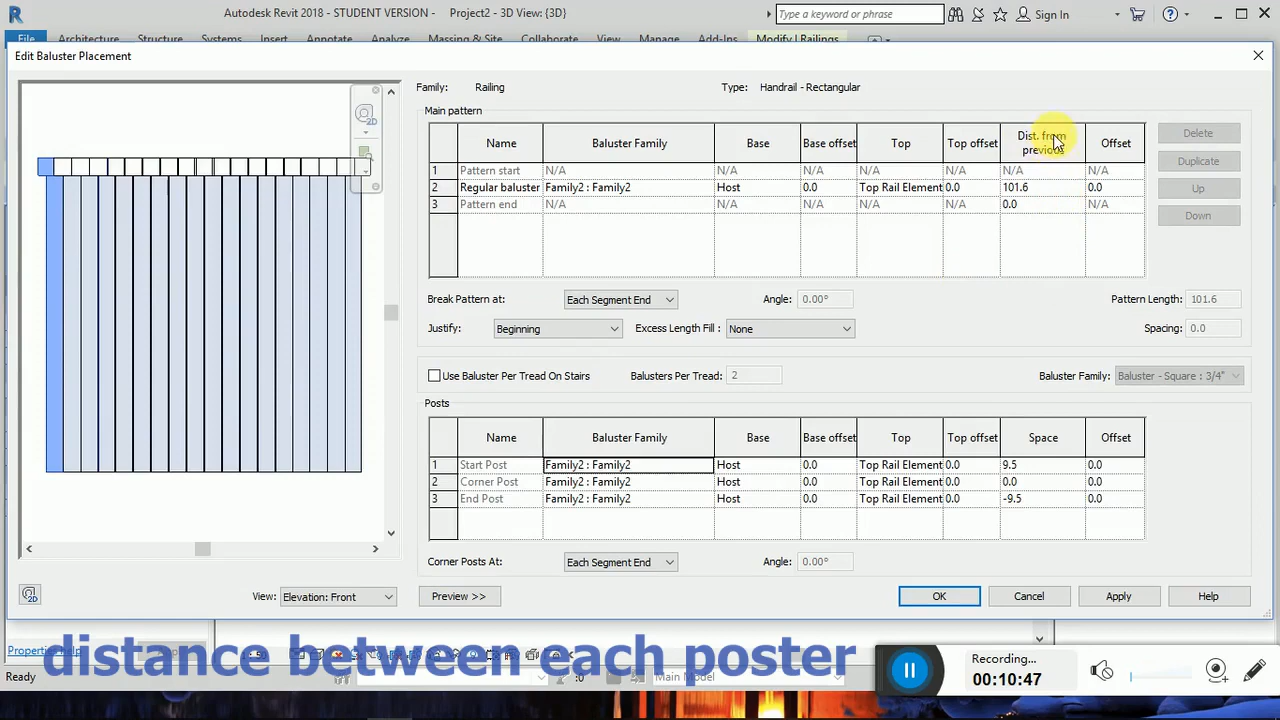 Autodesk Revit 2018 - STUDENT VERSION - Project2 - 3D View: {3D}
Type a keyword or phrase
Sign In
File Architecture Structure Systems Insert Annotate Analyze Massing & Site Collaborate View Manage Add-Ins Modify | Railings
Edit Baluster Placement
2D
Family: Railing Type: Handrail - Rectangular
Main pattern
Name Baluster Family Base Base offset Top Top offset Dist. from previous Offset
1 Pattern start N/A N/A N/A N/A N/A N/A N/A
2 Regular baluster Family2 : Family2 Host 0.0 Top Rail Element 0.0 101.6 0.0
3 Pattern end N/A N/A N/A N/A N/A 0.0 N/A
Delete
Duplicate
Up
Down
Break Pattern at: Each Segment End Angle: 0.00° Pattern Length: 101.6
Justify: Beginning Excess Length Fill : None Spacing: 0.0
Use Baluster Per Tread On Stairs Balusters Per Tread: 2 Baluster Family: Baluster - Square : 3/4"
Posts
Name Baluster Family Base Base offset Top Top offset Space Offset
1 Start Post Family2 : Family2 Host 0.0 Top Rail Element 0.0 9.5 0.0
2 Corner Post Family2 : Family2 Host 0.0 Top Rail Element 0.0 0.0 0.0
3 End Post Family2 : Family2 Host 0.0 Top Rail Element 0.0 -9.5 0.0
Corner Posts At: Each Segment End Angle: 0.00°
2D
View: Elevation: Front Preview >> OK Cancel Apply Help
Properties help
distance between each poster
Recording...
00:10:47
Ready
:0
Main Model